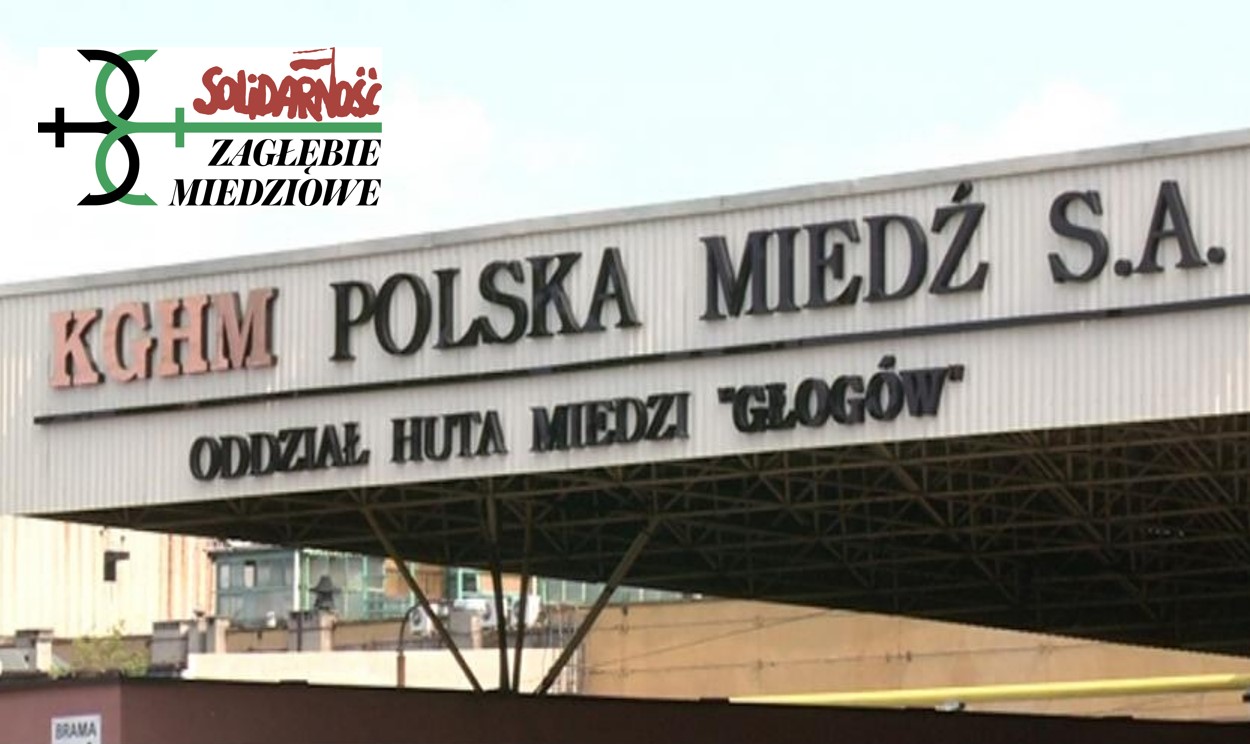 SOLIDARNOŚĆ
ZAGŁĘBIE
MIEDZIOWE
KGHM POLSKA MIEDŹ S.A.
ODDZIAŁ HUTA MIEDZI "GŁOGÓW"
BRAMA